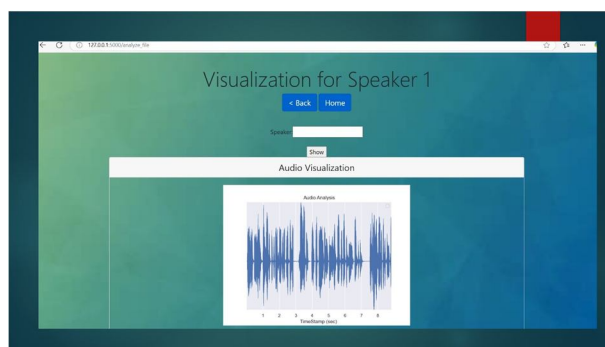 127.0.0.1:5000/analyze_file
Visualization for Speaker 1
< Back Home
Speaker
Show
Audio Visualization
Audio Analysis
1 2 3 4 5 6 7 8
TimeStamp (sec)